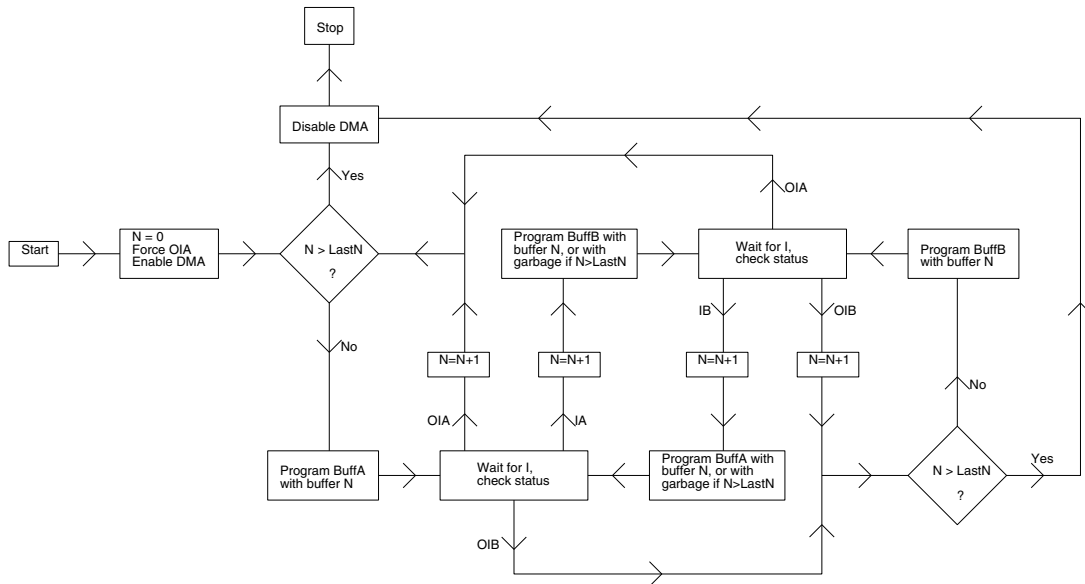 Stop
Disable DMA
Yes
OIA
Start
N = 0
Force OIA
Enable DMA
N > LastN
?
Program BuffB with
buffer N, or with
garbage if N>LastN
Wait for I,
check status
Program BuffB
with buffer N
IB
OIB
No
N=N+1
N=N+1
N=N+1
N=N+1
No
OIA
IA
Program BuffA
with buffer N
Wait for I,
check status
Program BuffA with
buffer N, or with
garbage if N>LastN
N > LastN
?
Yes
OIB